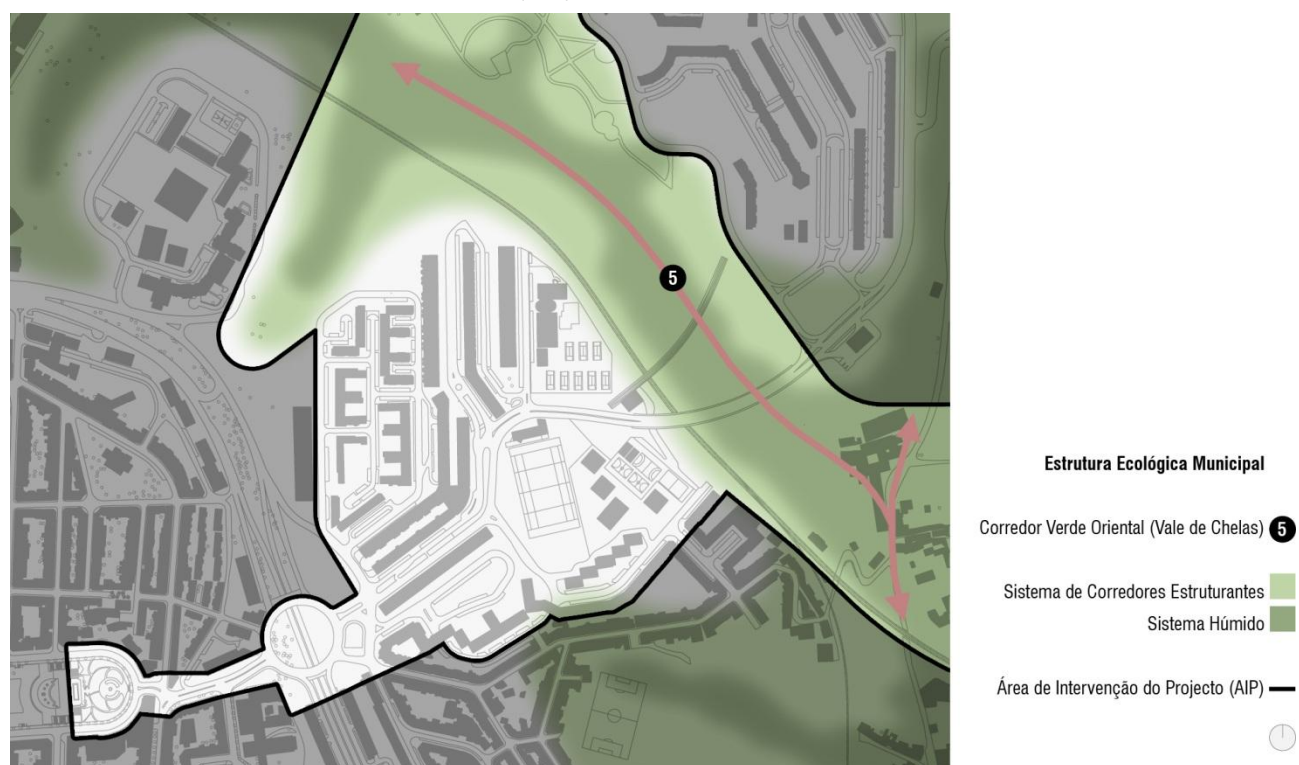 5
Estrutura Ecológica Municipal
Corredor Verde Oriental (Vale de Chelas) 5
Sistema de Corredores Estruturantes
Sistema Húmido
Área de Intervenção do Projecto (AIP)